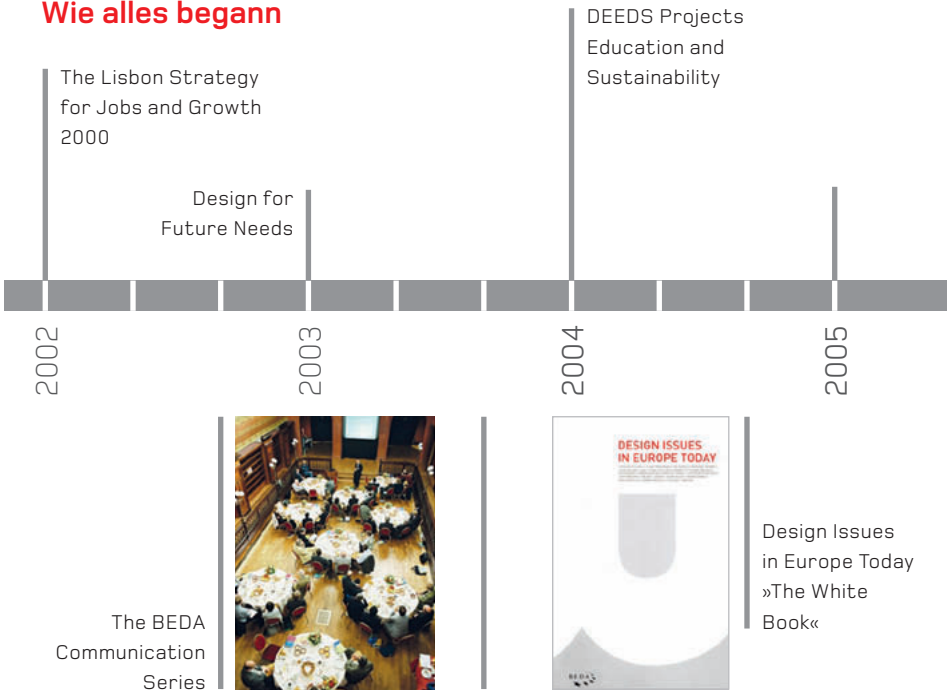 Wie alles begann
The Lisbon Strategy
for Jobs and Growth
2000
Design for
Future Needs
DEEDS Projects
Education and
Sustainability
2002
2003
2004
2005
The BEDA
Communication
Series
DESIGN ISSUES
IN EUROPE TODAY
BEDA
Design Issues
in Europe Today
»The White
Book«